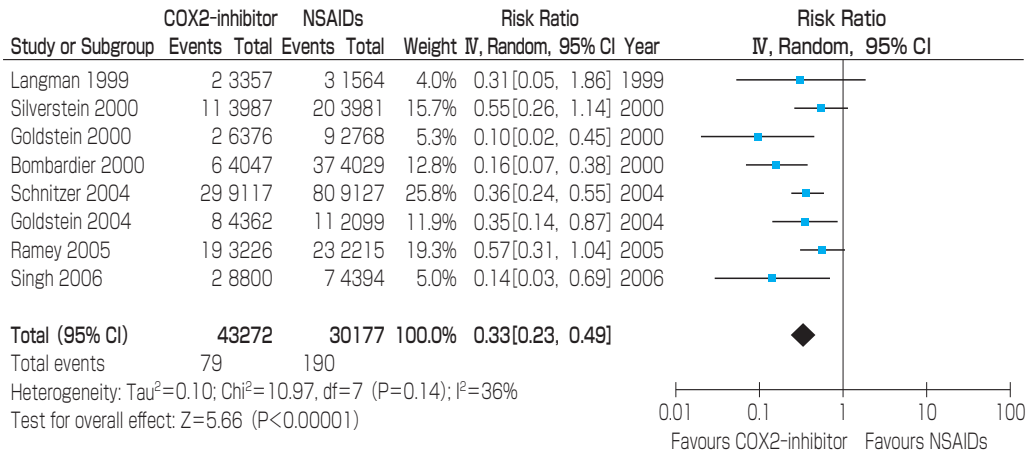 COX2-inhibitor NSAIDs Risk Ratio Risk Ratio
Study or Subgroup Events Total Events Total Weight IV, Random, 95% CI Year IV, Random, 95% CI
Langman 1999 2 3357 3 1564 4.0% 0.31[0.05, 1.86] 1999
Silverstein 2000 11 3987 20 3981 15.7% 0.55[0.26, 1.14] 2000
Goldstein 2000 2 6376 9 2768 5.3% 0.10[0.02, 0.45] 2000
Bombardier 2000 6 4047 37 4029 12.8% 0.16[0.07, 0.38] 2000
Schnitzer 2004 29 9117 80 9127 25.8% 0.36[0.24, 0.55] 2004
Goldstein 2004 8 4362 11 2099 11.9% 0.35[0.14, 0.87] 2004
Ramey 2005 19 3226 23 2215 19.3% 0.57[0.31, 1.04] 2005
Singh 2006 2 8800 7 4394 5.0% 0.14[0.03, 0.69] 2006
Total (95% CI) 43272 30177 100.0% 0.33[0.23, 0.49]
Total events 79 190
Heterogeneity: Tau²=0.10; Chi²=10.97, df=7 (P=0.14); I²=36%
Test for overall effect: Z=5.66 (P<0.00001)
0.01 0.1 1 10 100
Favours COX2-inhibitor Favours NSAIDs